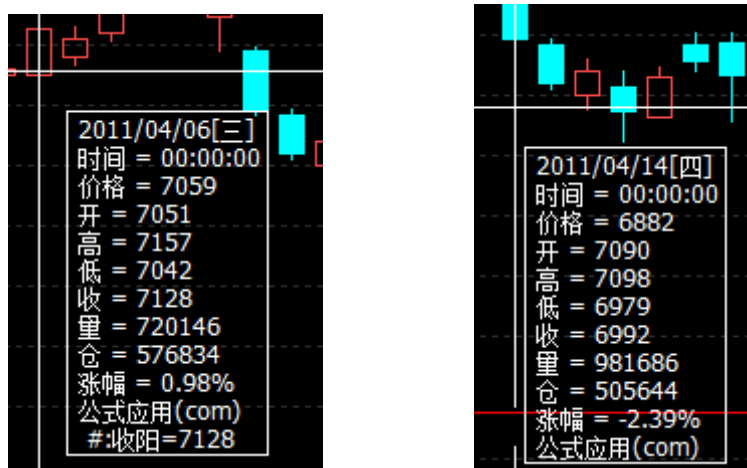 2011/04/06[三]
时间 = 00:00:00
价格 = 7059
开 = 7051
高 = 7157
低 = 7042
收 = 7128
量 = 720146
仓 = 576834
涨幅 = 0.98%
公式应用(com)
#:收阳=7128
2011/04/14[四]
时间 = 00:00:00
价格 = 6882
开 = 7090
高 = 7098
低 = 6979
收 = 6992
量 = 981686
仓 = 505644
涨幅 = -2.39%
公式应用(com)